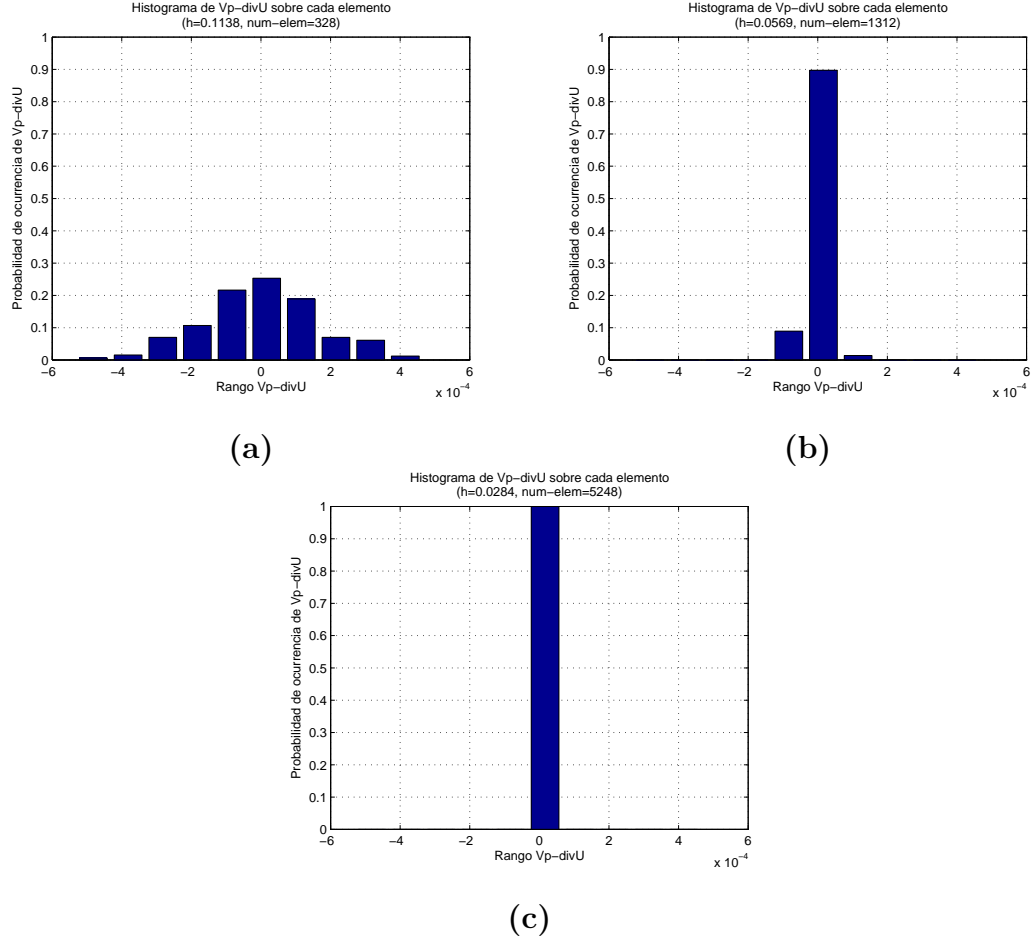 Histograma de Vp−divU sobre cada elemento
(h=0.1138, num−elem=328)
Probabilidad de ocurrencia de Vp−divU
1
0.9
0.8
0.7
0.6
0.5
0.4
0.3
0.2
0.1
0
−6 −4 −2 0 2 4 6
Rango Vp−divU
x 10−4
(a)
Histograma de Vp−divU sobre cada elemento
(h=0.0569, num−elem=1312)
Probabilidad de ocurrencia de Vp−divU
1
0.9
0.8
0.7
0.6
0.5
0.4
0.3
0.2
0.1
0
−6 −4 −2 0 2 4 6
Rango Vp−divU
x 10−4
(b)
Histograma de Vp−divU sobre cada elemento
(h=0.0284, num−elem=5248)
Probabilidad de ocurrencia de Vp−divU
1
0.9
0.8
0.7
0.6
0.5
0.4
0.3
0.2
0.1
0
−6 −4 −2 0 2 4 6
Rango Vp−divU
x 10−4
(c)